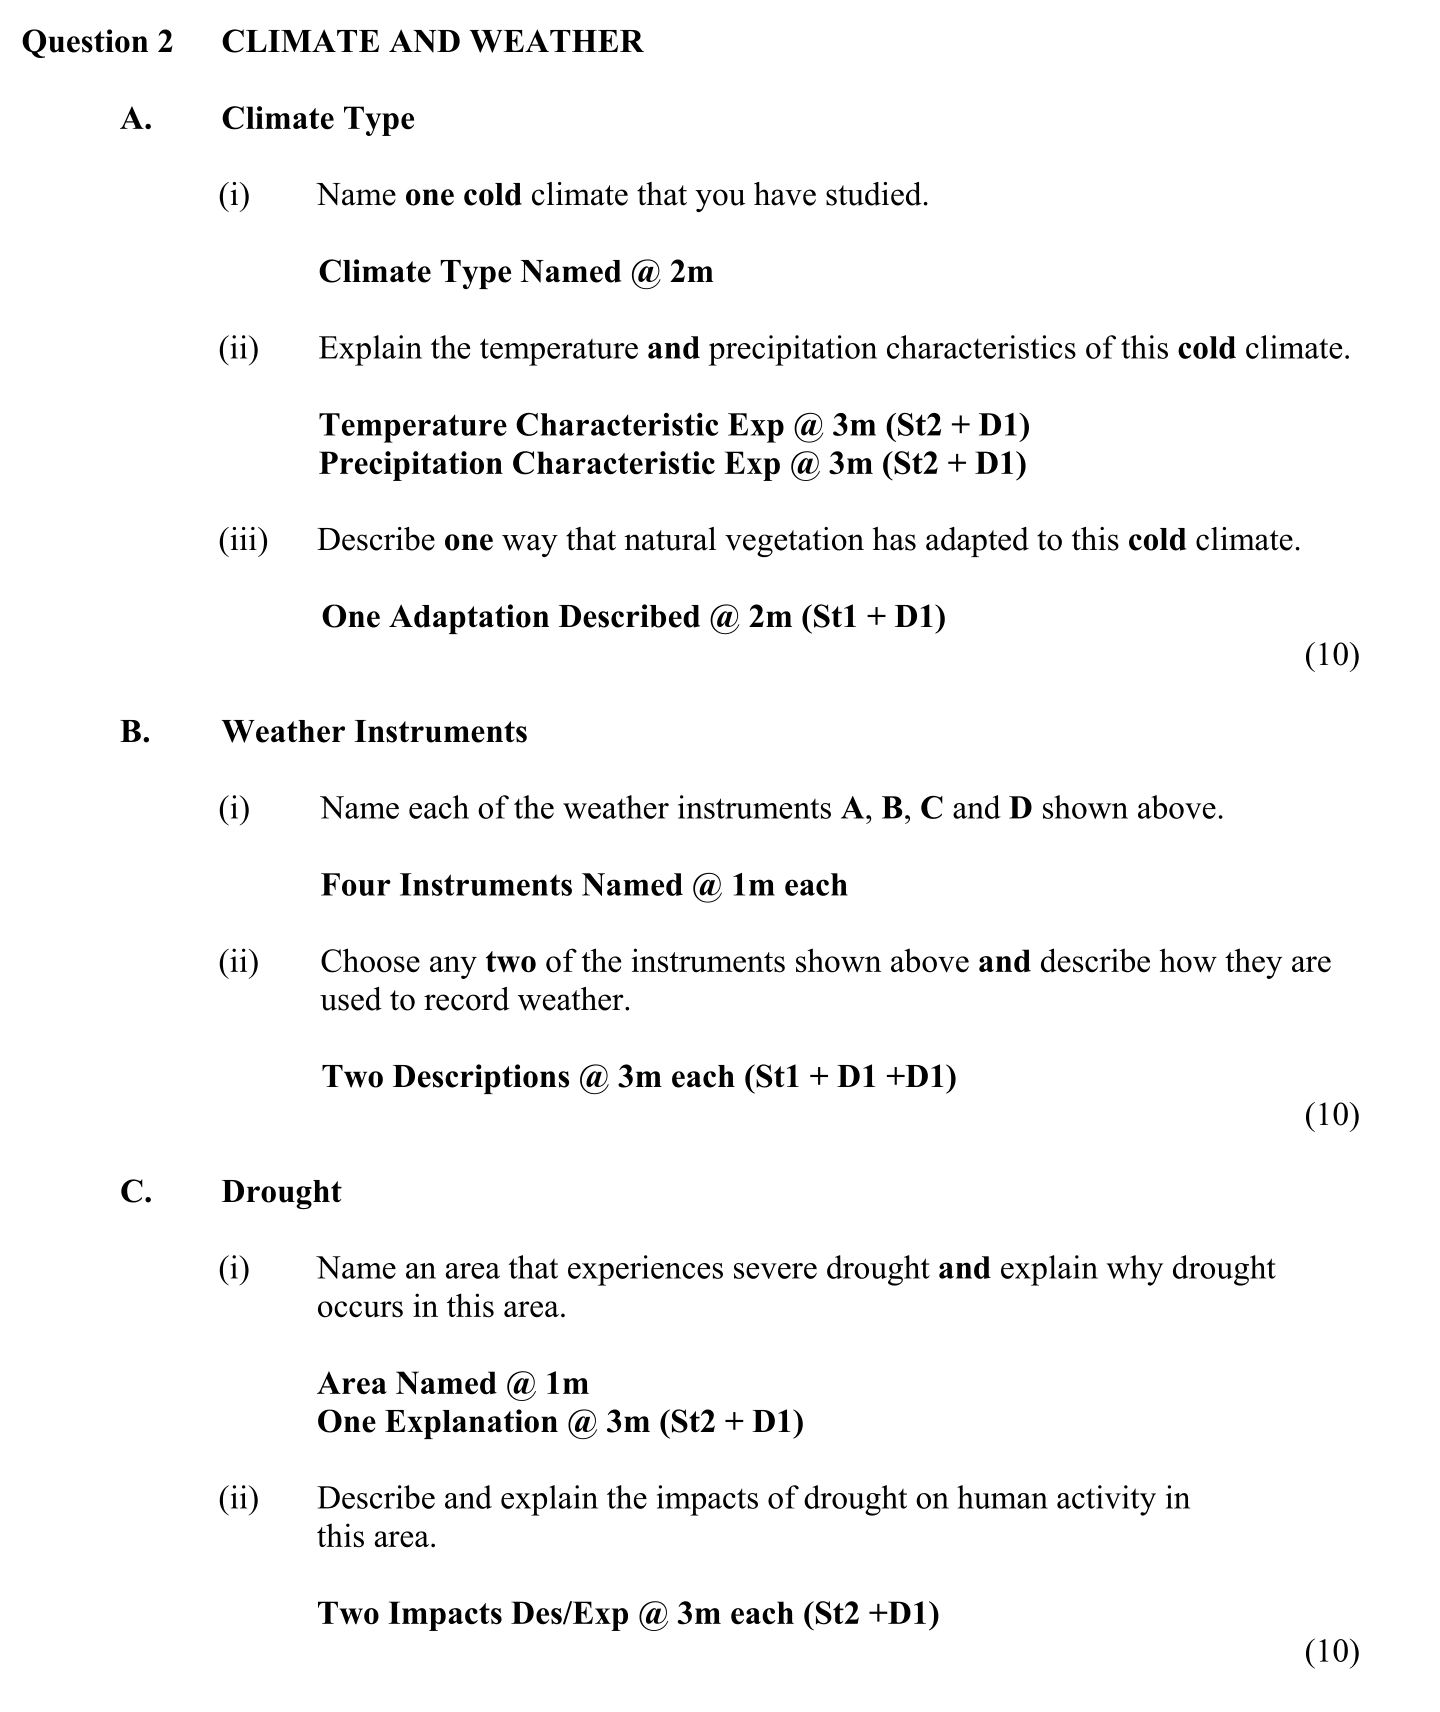 Question 2 CLIMATE AND WEATHER
A. Climate Type
(i) Name one cold climate that you have studied.
Climate Type Named @ 2m
(ii) Explain the temperature and precipitation characteristics of this cold climate.
Temperature Characteristic Exp @ 3m (St2 + D1)
Precipitation Characteristic Exp @ 3m (St2 + D1)
(iii) Describe one way that natural vegetation has adapted to this cold climate.
One Adaptation Described @ 2m (St1 + D1)
(10)
B. Weather Instruments
(i) Name each of the weather instruments A, B, C and D shown above.
Four Instruments Named @ 1m each
(ii) Choose any two of the instruments shown above and describe how they are
used to record weather.
Two Descriptions @ 3m each (St1 + D1 +D1)
(10)
C. Drought
(i) Name an area that experiences severe drought and explain why drought
occurs in this area.
Area Named @ 1m
One Explanation @ 3m (St2 + D1)
(ii) Describe and explain the impacts of drought on human activity in
this area.
Two Impacts Des/Exp @ 3m each (St2 +D1)
(10)